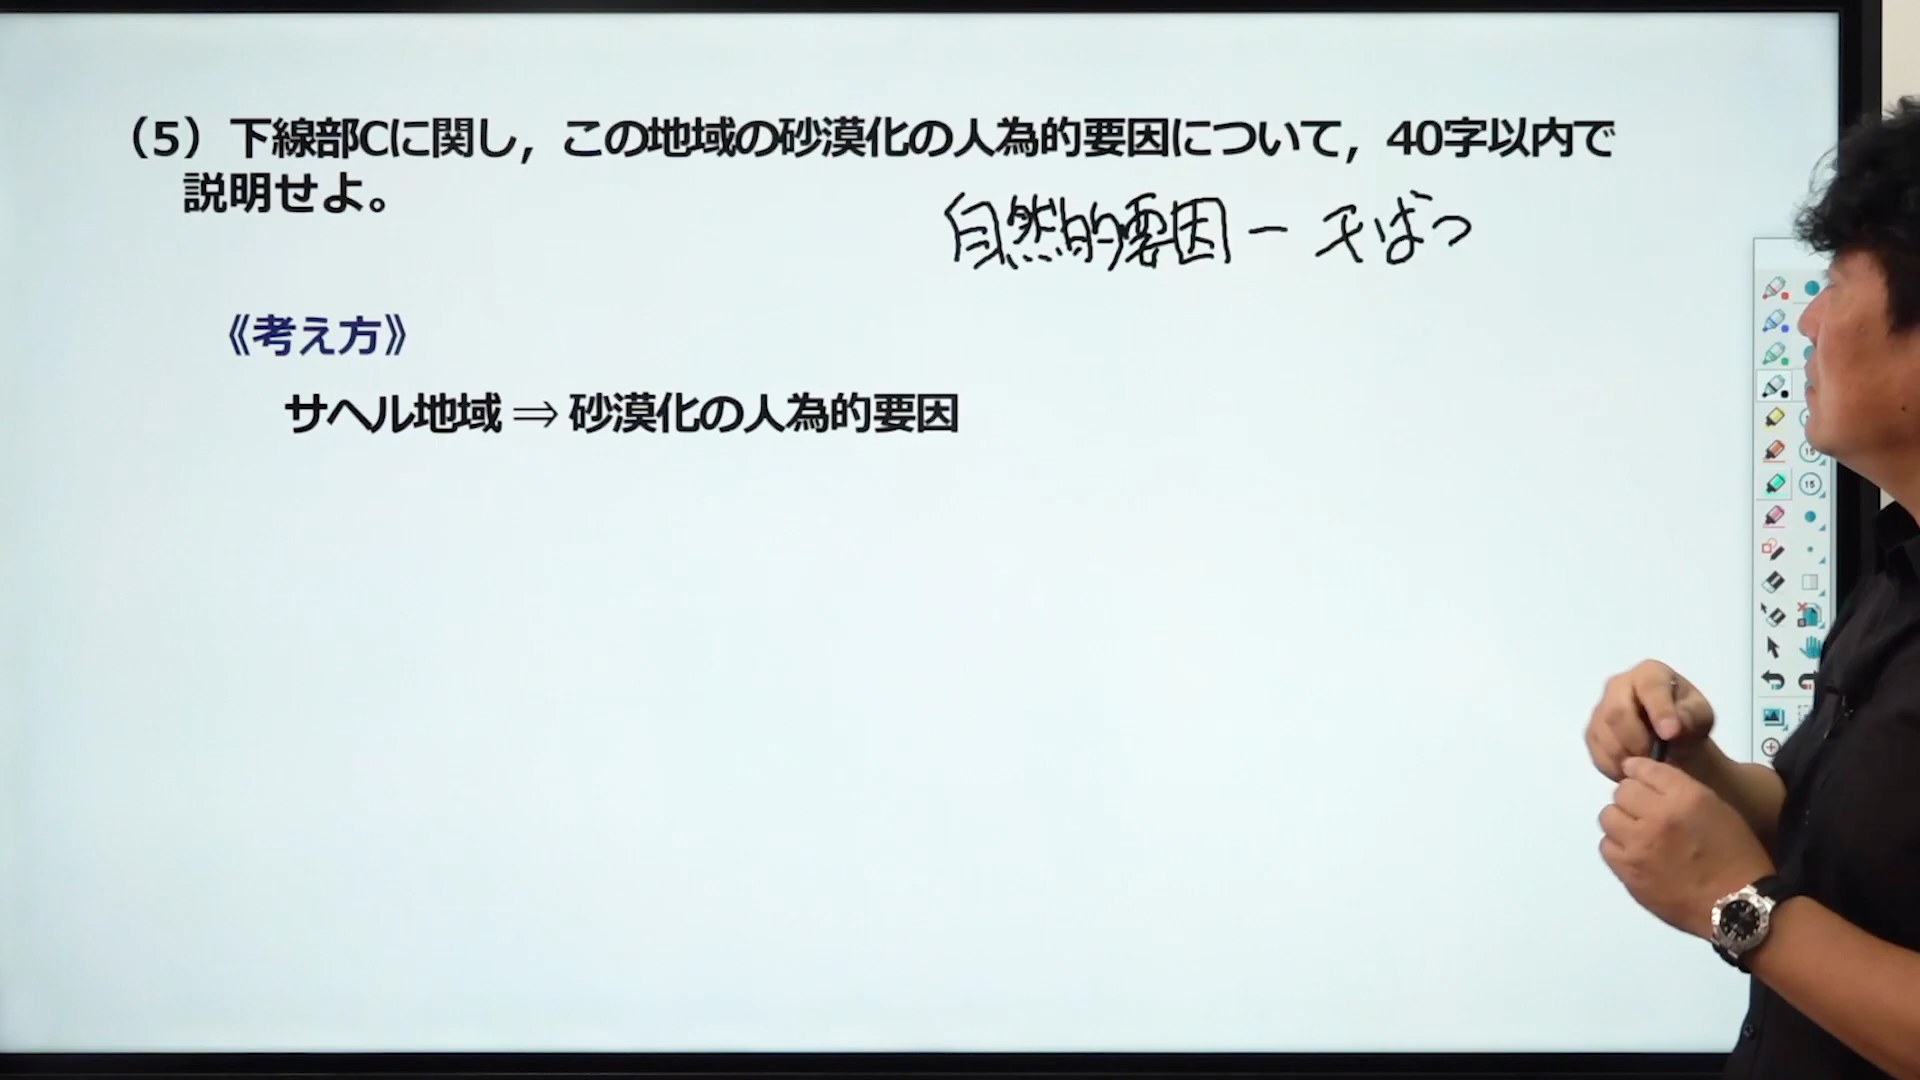 （5）下線部Cに関し，この地域の砂漠化の人為的要因について，40字以内で
説明せよ。
自然的要因 ー 干ばつ
《考え方》
サヘル地域 ⇒ 砂漠化の人為的要因
15
15